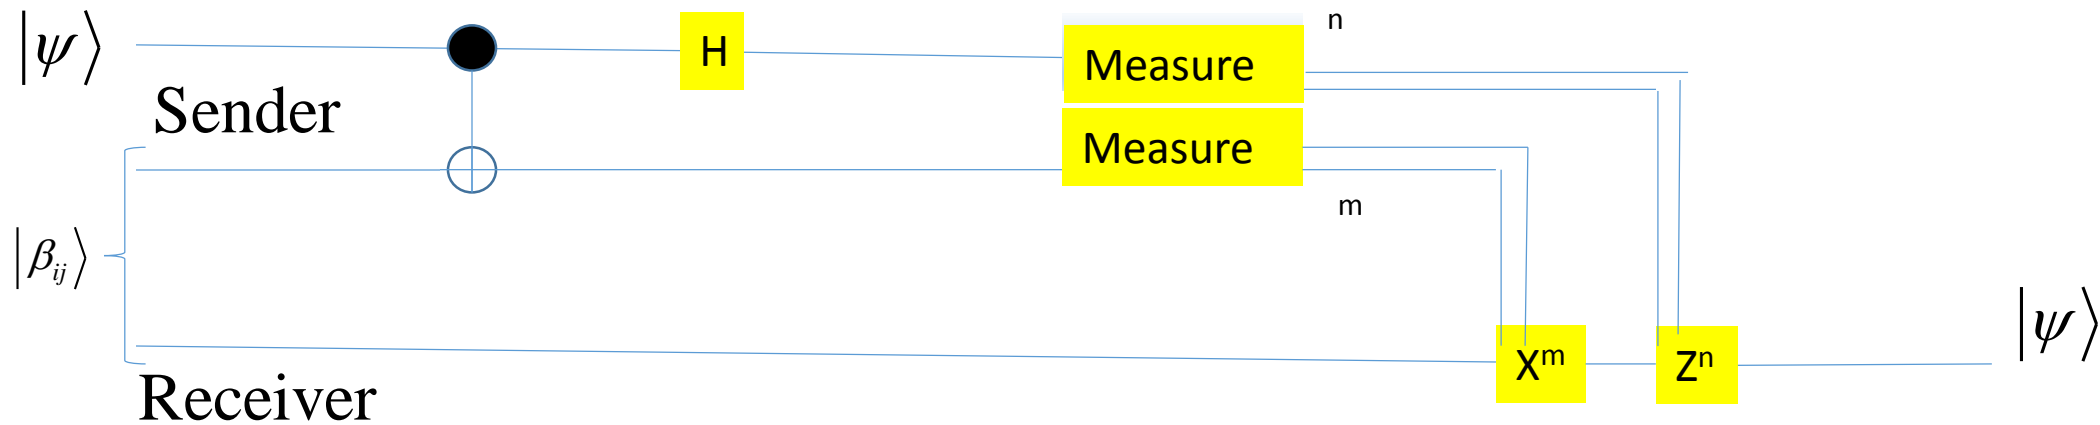 |ψ⟩
H
Measure
n
Sender
Measure
m
|β_ij⟩
|ψ⟩
X^m
Z^n
Receiver